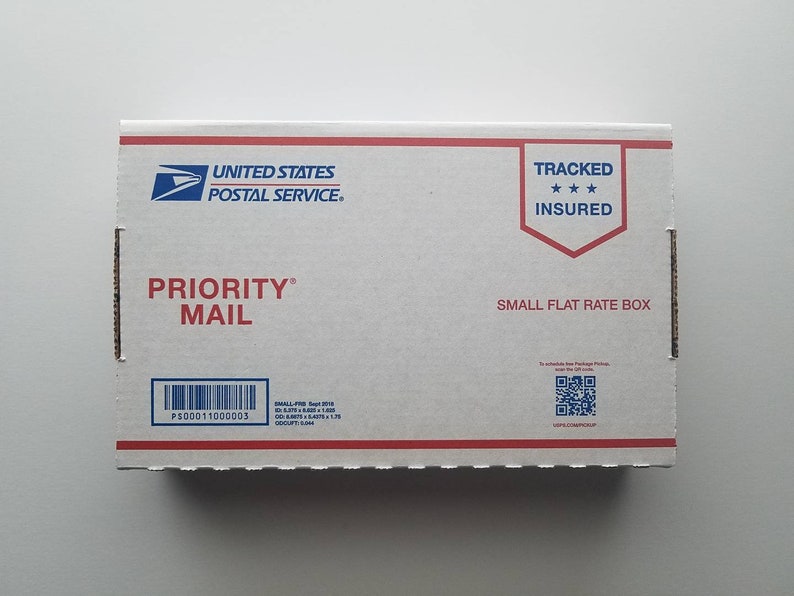 UNITED STATES
POSTAL SERVICE®
TRACKED
★ ★ ★
INSURED
PRIORITY®
MAIL
SMALL FLAT RATE BOX
To schedule free Package Pickup,
scan the QR code.
USPS.COM/PICKUP
PS00011000003
SMALL-FRB Sept 2018
ID: 5.375 x 8.625 x 1.625
OD: 8.6875 x 5.4375 x 1.75
ODCUFT: 0.044